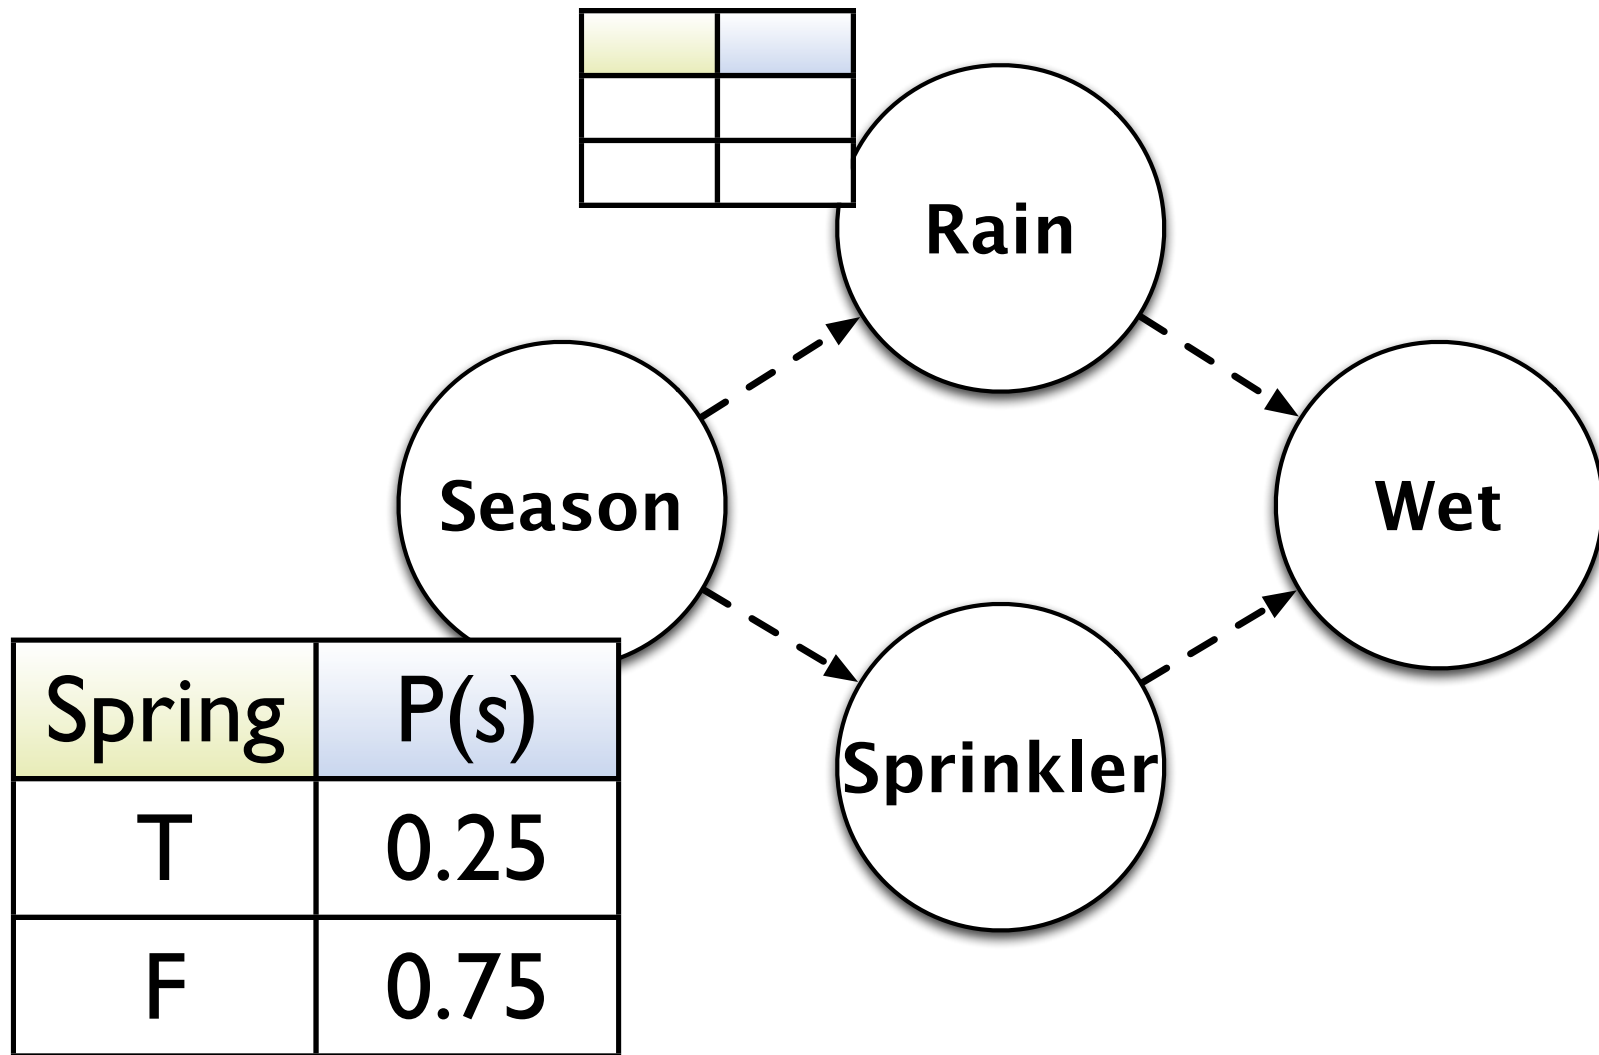 Rain
Season
Wet
Sprinkler
Spring P(s)
T 0.25
F 0.75